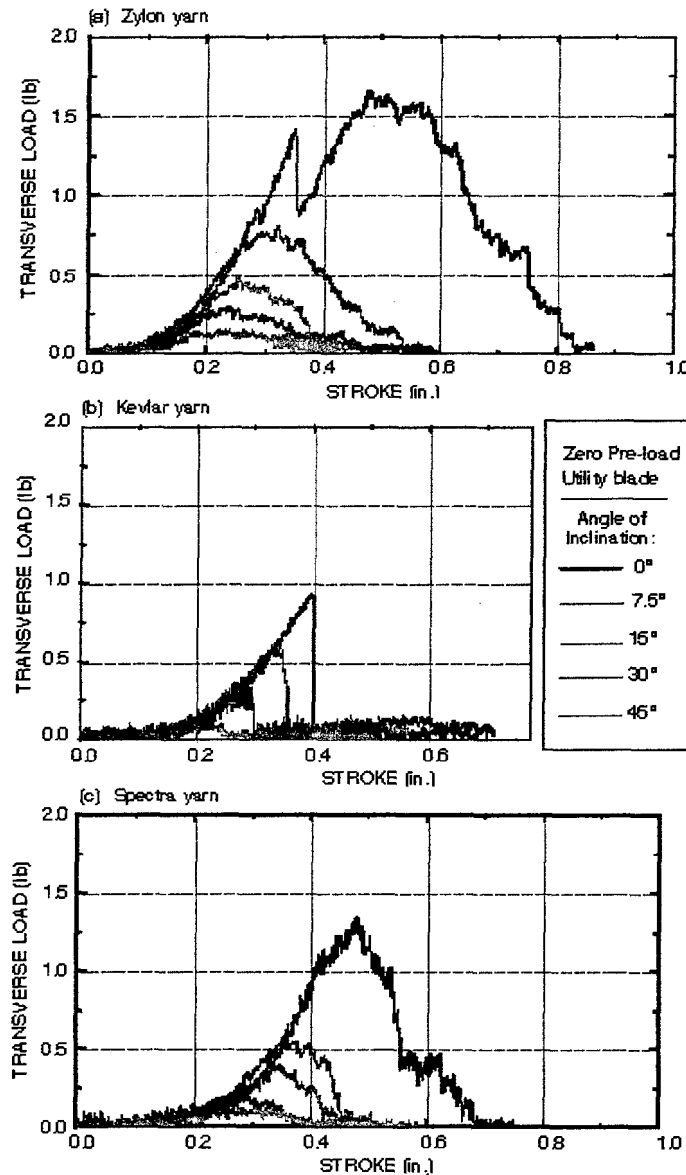 (a) Zylon yarn
2.0
1.5
1.0
0.5
0.0
TRANSVERSE LOAD (lb)
0.0 0.2 0.4 0.6 0.8 1.0
STROKE (in.)
(b) Kevlar yarn
2.0
1.5
1.0
0.5
0.0
TRANSVERSE LOAD (lb)
0.0 0.2 0.4 0.6
STROKE (in.)
Zero Pre-load
Utility blade
Angle of
Inclination:
0°
7.5°
15°
30°
45°
(c) Spectra yarn
2.0
1.5
1.0
0.5
0.0
TRANSVERSE LOAD (lb)
0.0 0.2 0.4 0.6 0.8 1.0
STROKE (in.)